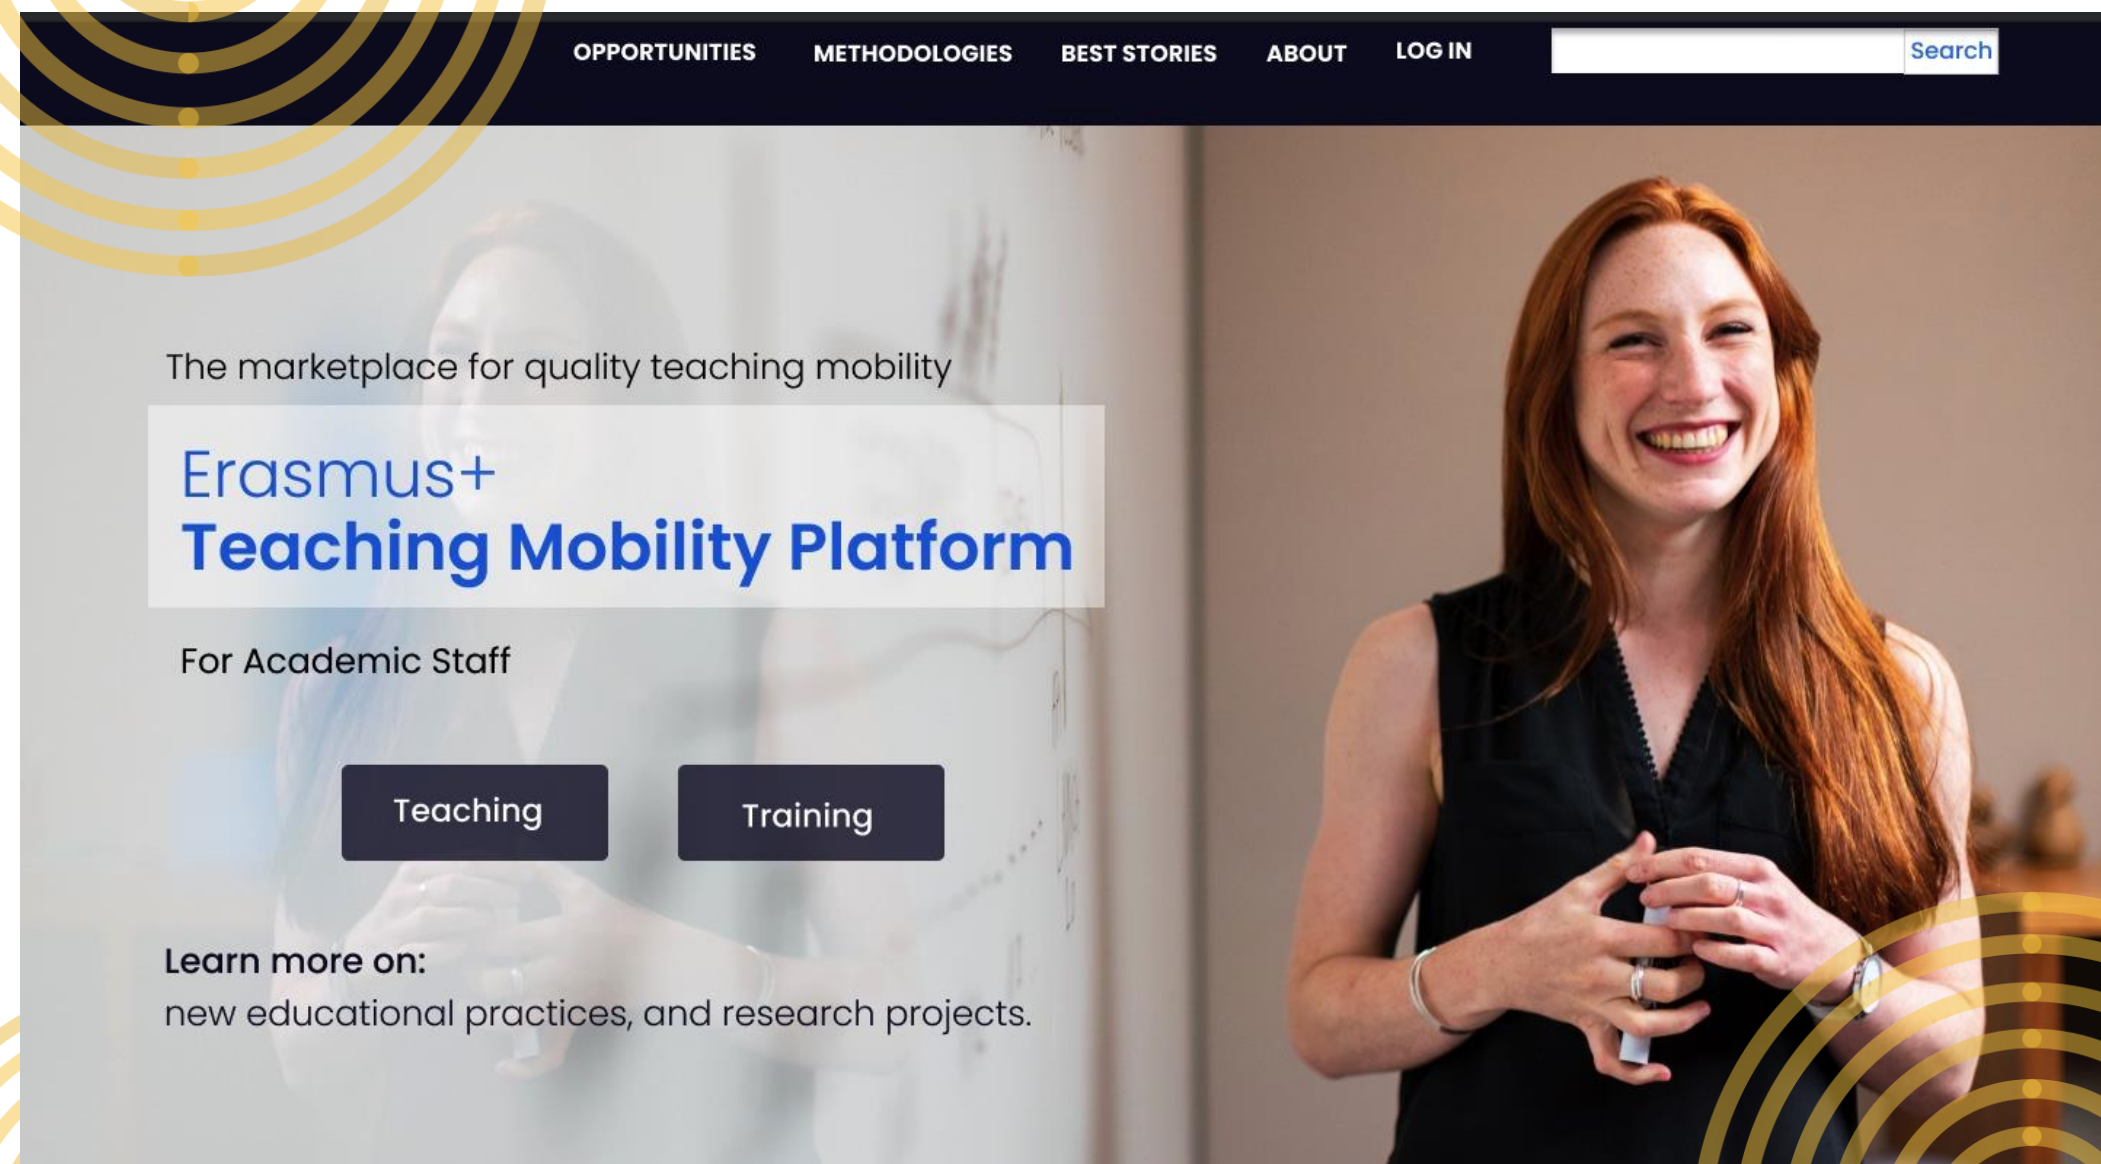 OPPORTUNITIES
METHODOLOGIES
BEST STORIES
ABOUT
LOG IN
Search
The marketplace for quality teaching mobility
Erasmus+
Teaching Mobility Platform
For Academic Staff
Teaching
Training
Learn more on:
new educational practices, and research projects.